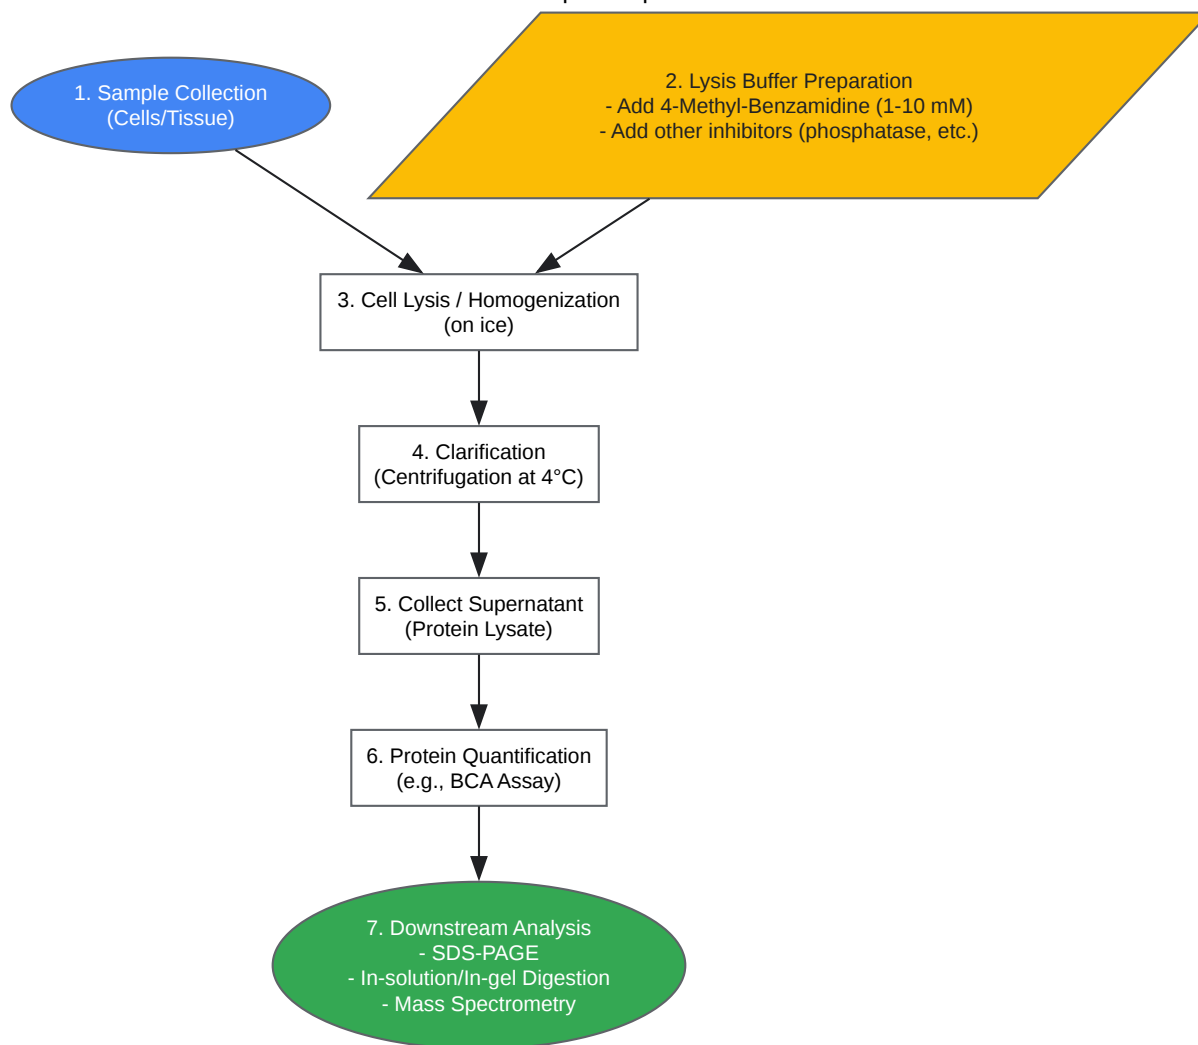 1. Sample Collection
(Cells/Tissue)
2. Lysis Buffer Preparation
- Add 4-Methyl-Benzamidine (1-10 mM)
- Add other inhibitors (phosphatase, etc.)
3. Cell Lysis / Homogenization
(on ice)
4. Clarification
(Centrifugation at 4°C)
5. Collect Supernatant
(Protein Lysate)
6. Protein Quantification
(e.g., BCA Assay)
7. Downstream Analysis
- SDS-PAGE
- In-solution/In-gel Digestion
- Mass Spectrometry